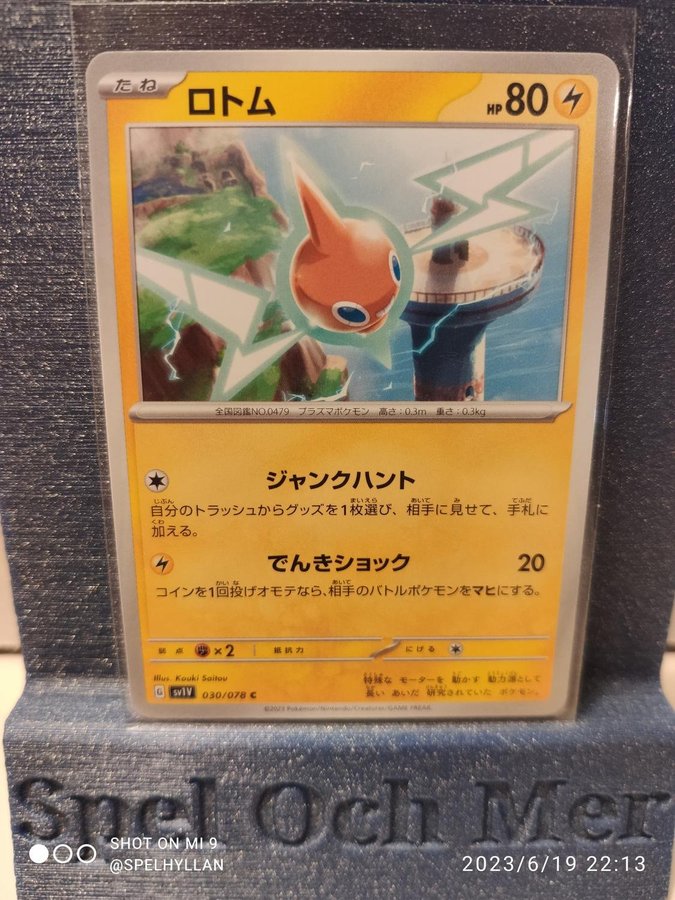 たね
ロトム
HP 80
全国図鑑NO.0479 プラズマポケモン 高さ:0.3m 重さ:0.3kg
ジャンクハント
自分のトラッシュからグッズを1枚選び、相手に見せて、手札に
加える。
でんきショック 20
コインを1回投げオモテなら、相手のバトルポケモンをマヒにする。
弱点 ×2 抵抗力 にげる
Illus. Kouki Saitou
特殊な モーターを 動かす 動力源として
G sv1V 030/078 C
長い あいだ 研究されていた ポケモン。
©2023 Pokémon/Nintendo/Creatures/GAME FREAK.
Spel Och Mer
SHOT ON MI 9
@SPELHYLLAN
2023/6/19 22:13